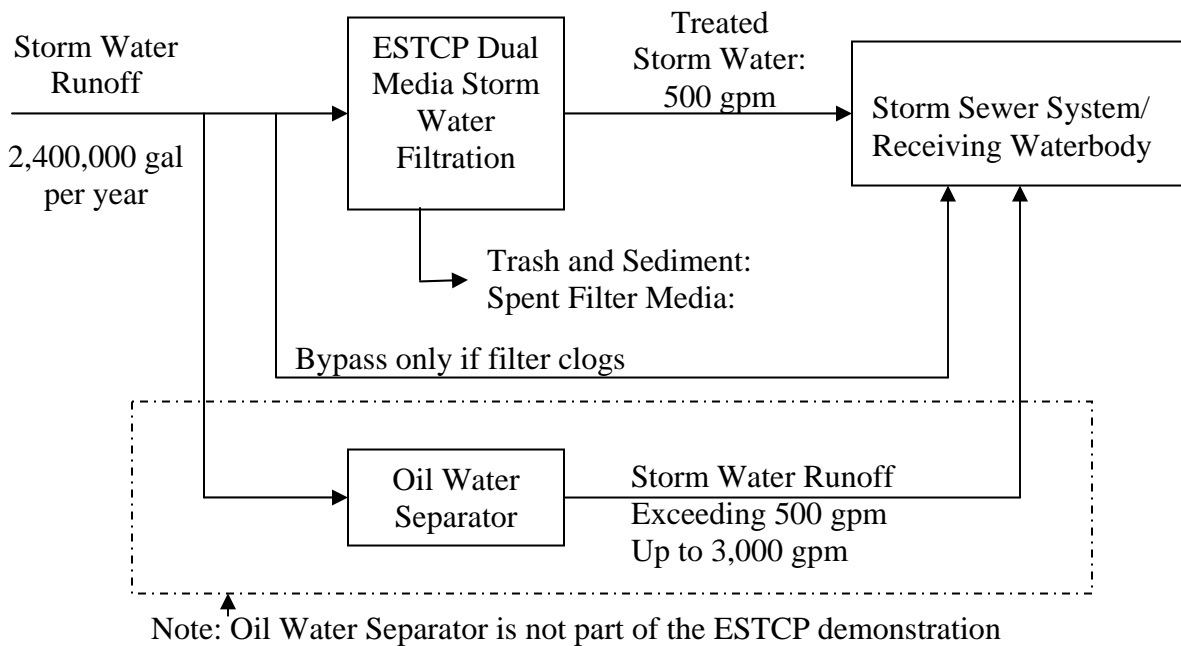 Storm Water
Runoff
2,400,000 gal
per year
ESTCP Dual
Media Storm
Water
Filtration
Treated
Storm Water:
500 gpm
Storm Sewer System/
Receiving Waterbody
Trash and Sediment:
Spent Filter Media:
Bypass only if filter clogs
Oil Water
Separator
Storm Water Runoff
Exceeding 500 gpm
Up to 3,000 gpm
Note: Oil Water Separator is not part of the ESTCP demonstration